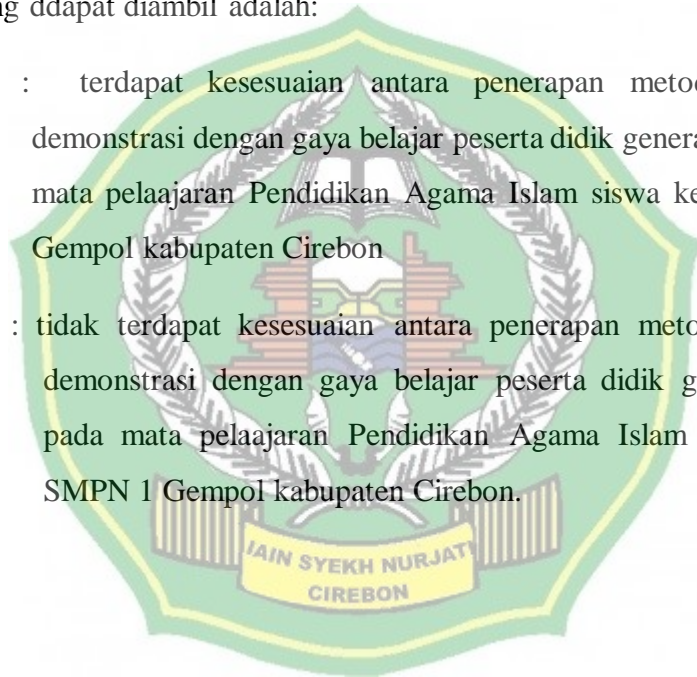 ng ddapat diambil adalah:
: terdapat kesesuaian antara penerapan metod
demonstrasi dengan gaya belajar peserta didik genera
mata pelaajaran Pendidikan Agama Islam siswa ke
Gempol kabupaten Cirebon
: tidak terdapat kesesuaian antara penerapan meto
demonstrasi dengan gaya belajar peserta didik g
pada mata pelaajaran Pendidikan Agama Islam
SMPN 1 Gempol kabupaten Cirebon.
IAIN SYEKH NURJATI
CIREBON